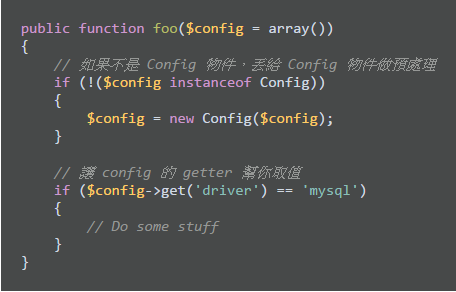 public function foo($config = array())
{
    // 如果不是 Config 物件，丟給 Config 物件做預處理
    if (!($config instanceof Config))
    {
        $config = new Config($config);
    }

    // 讓 config 的 getter 幫你取值
    if ($config->get('driver') == 'mysql')
    {
        // Do some stuff
    }
}